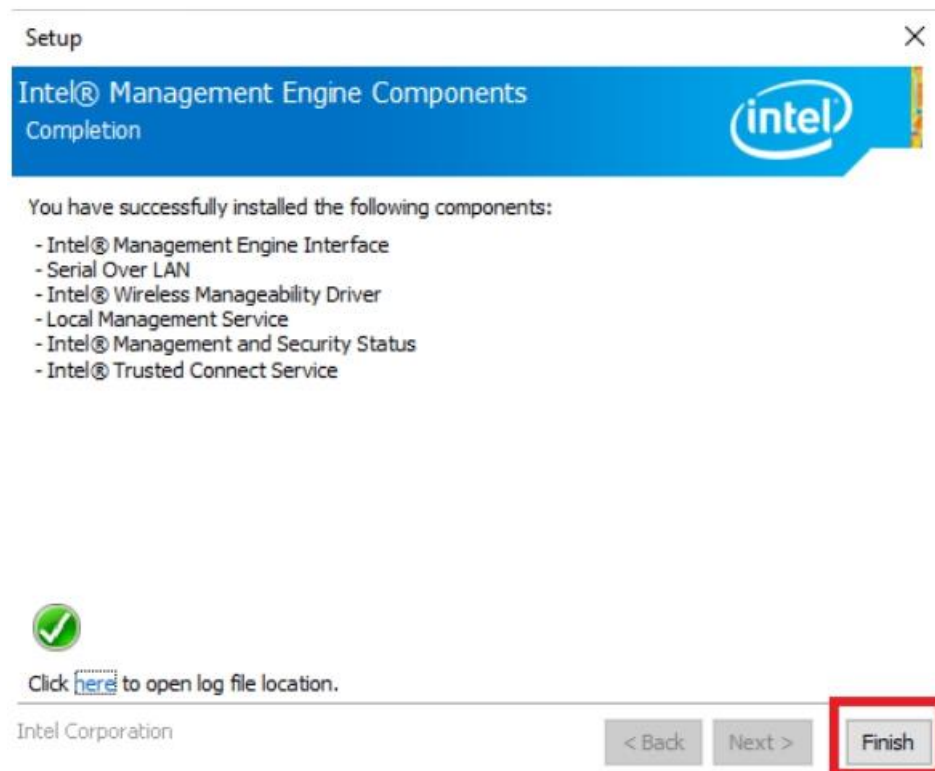 Setup
Intel® Management Engine Components
Completion
intel
You have successfully installed the following components:
- Intel® Management Engine Interface
- Serial Over LAN
- Intel® Wireless Manageability Driver
- Local Management Service
- Intel® Management and Security Status
- Intel® Trusted Connect Service
Click here to open log file location.
Intel Corporation
< Back Next > Finish